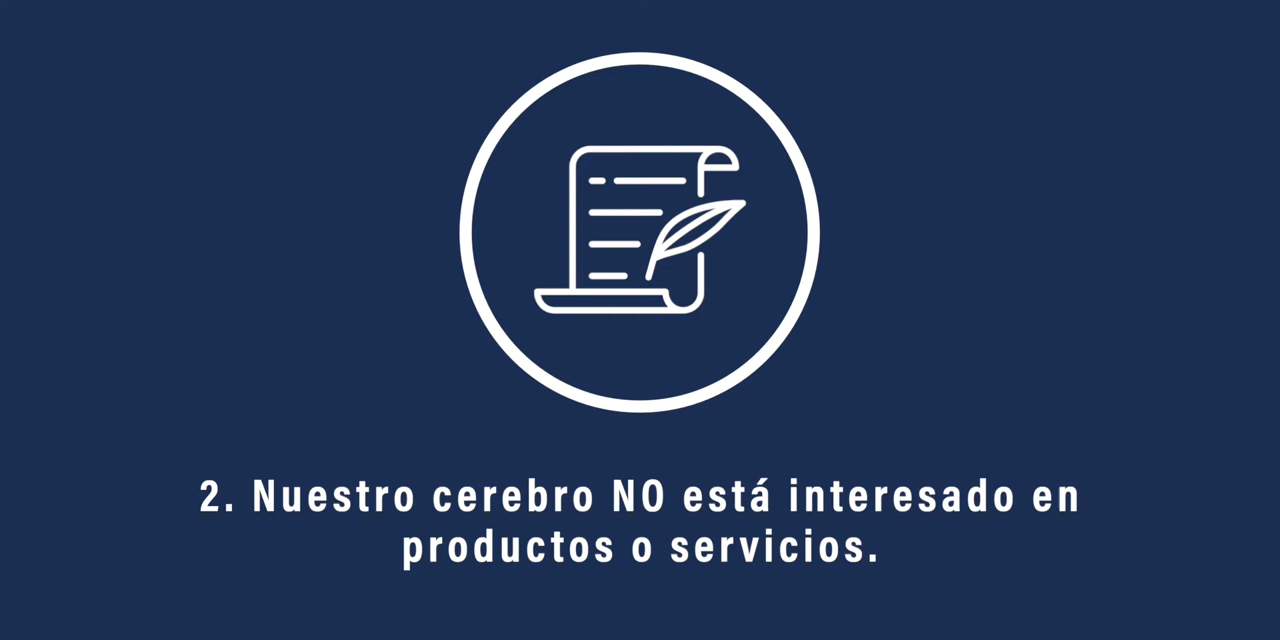 2. Nuestro cerebro NO está interesado en
productos o servicios.